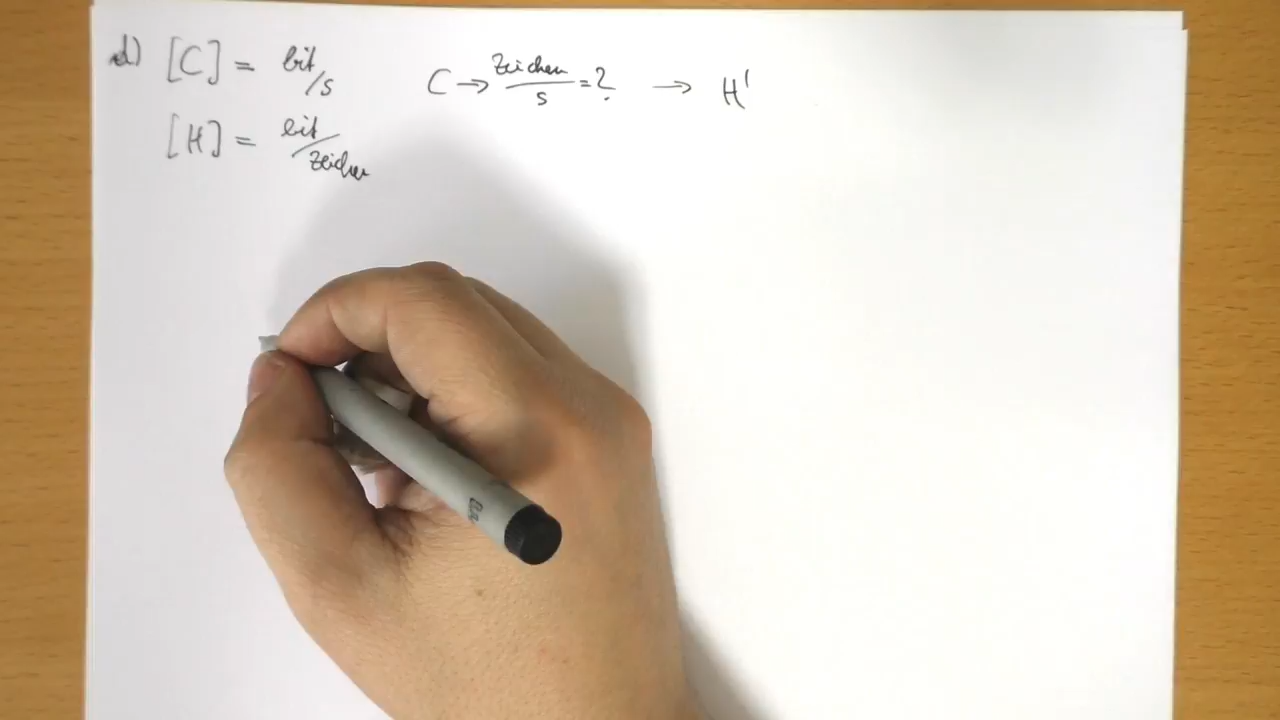 d) [C] = bit/s C → Zeichen/s = ? → H'
[H] = bit/Zeichen